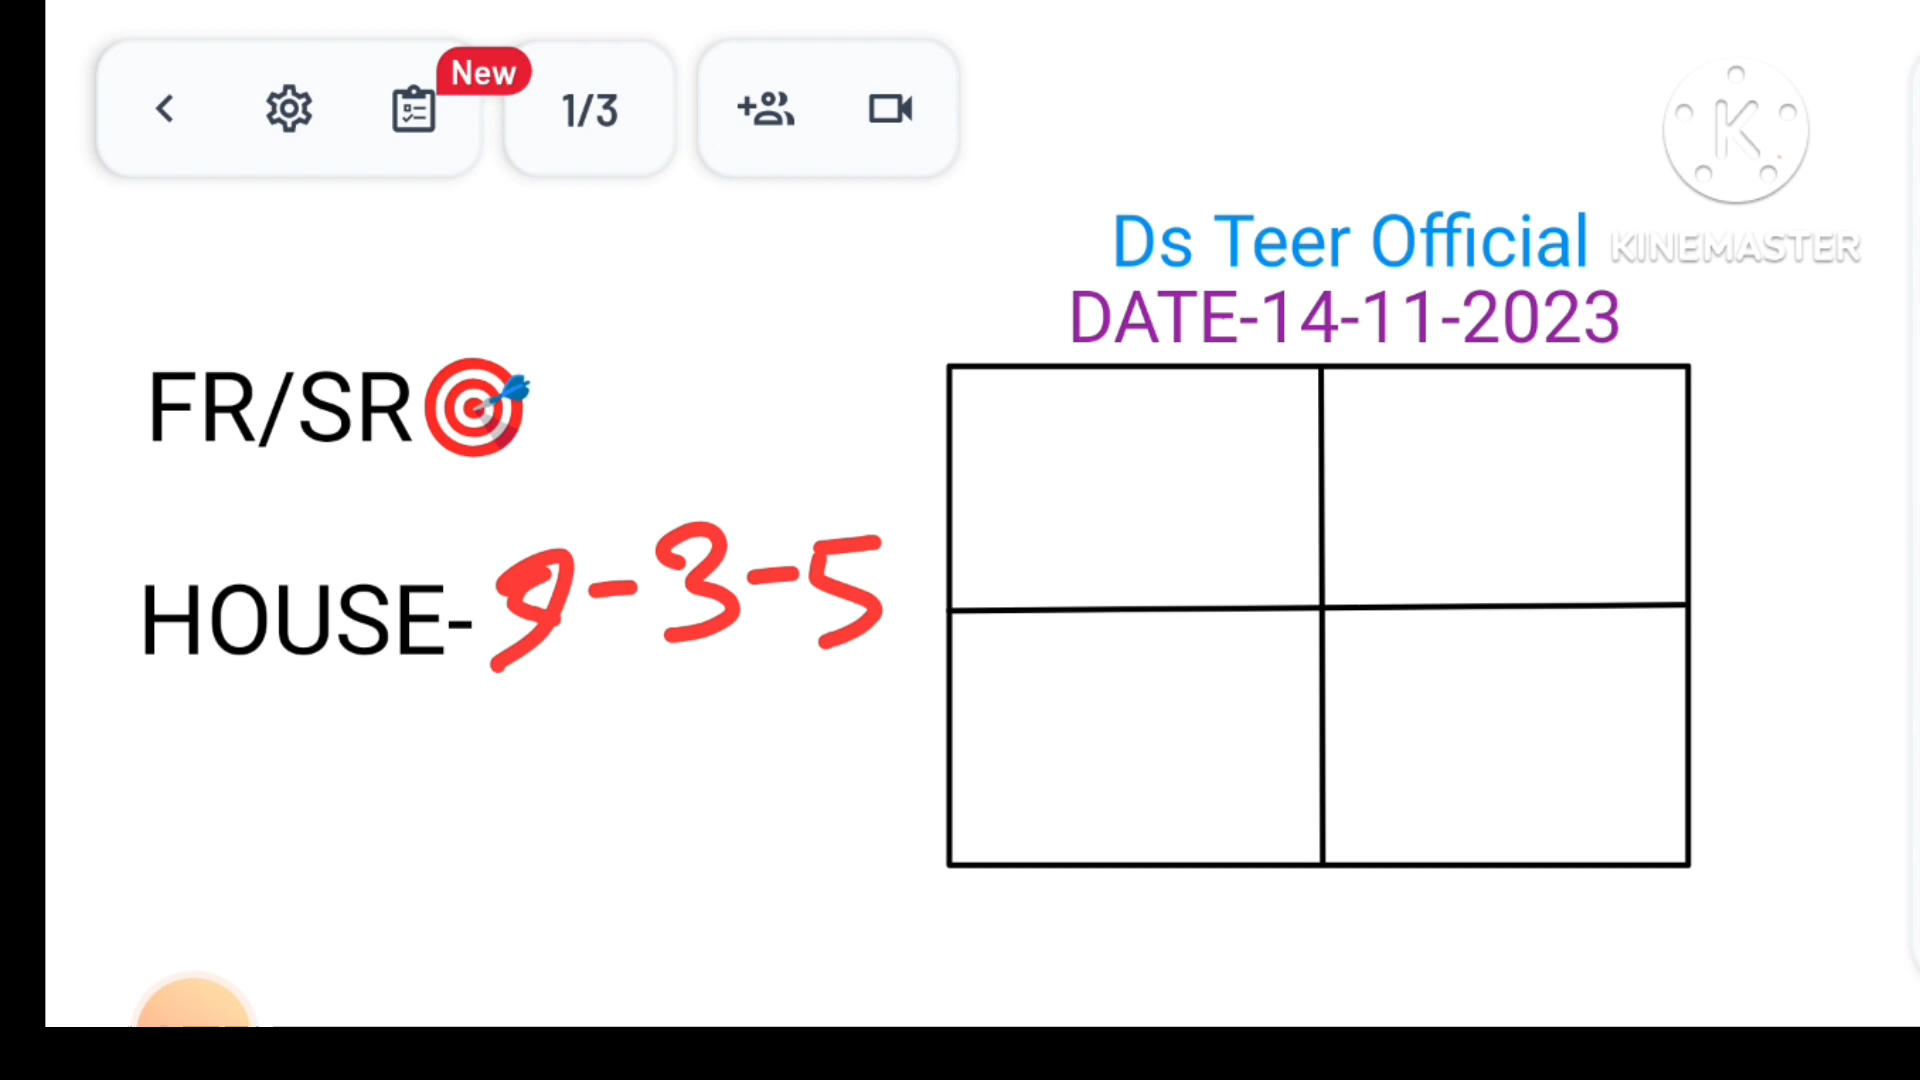 New
1/3
K
KINEMASTER
Ds Teer Official
DATE-14-11-2023
FR/SR
HOUSE-9-3-5